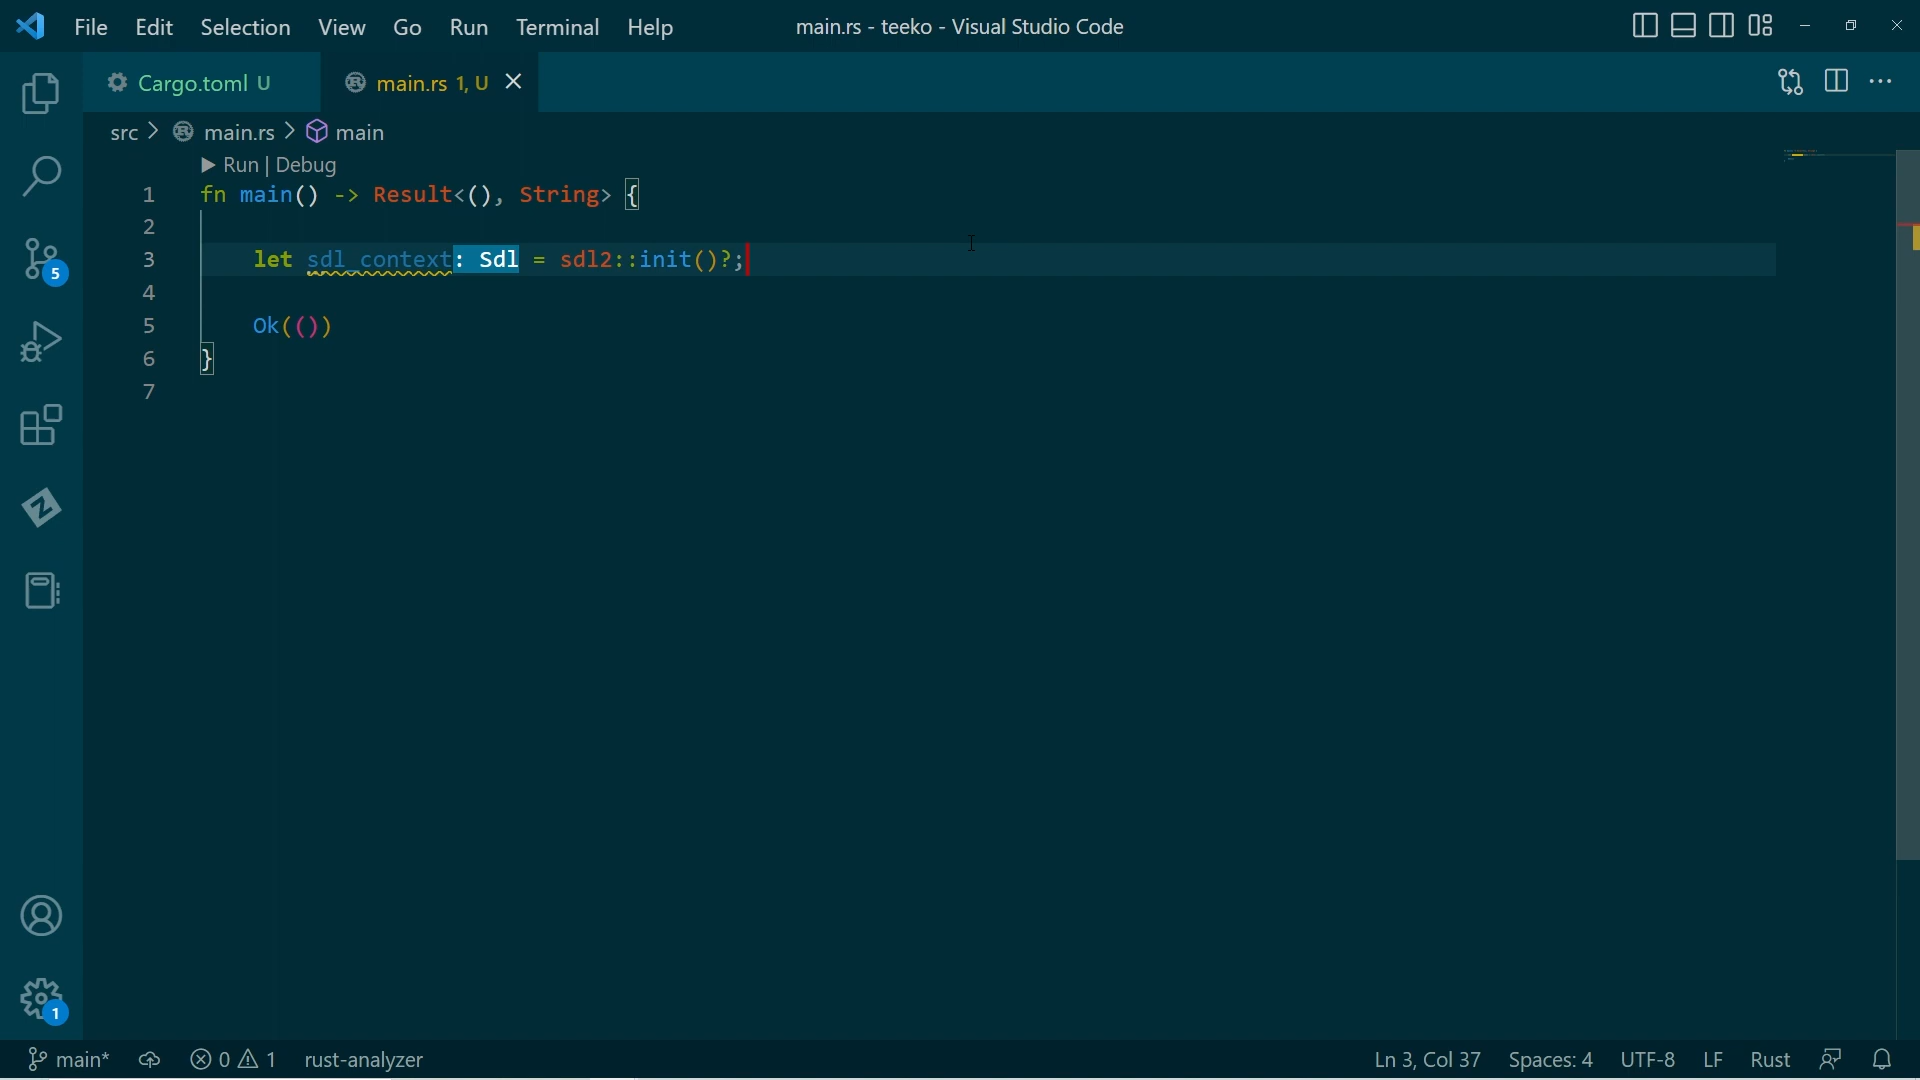 File Edit Selection View Go Run Terminal Help main.rs - teeko - Visual Studio Code
Cargo.toml U main.rs 1, U
src > main.rs > main
Run | Debug
1 fn main() -> Result<(), String> {
2
3 let sdl_context: Sdl = sdl2::init()?;
4
5 Ok(())
6 }
7
5
1
main* 0 1 rust-analyzer Ln 3, Col 37 Spaces: 4 UTF-8 LF Rust